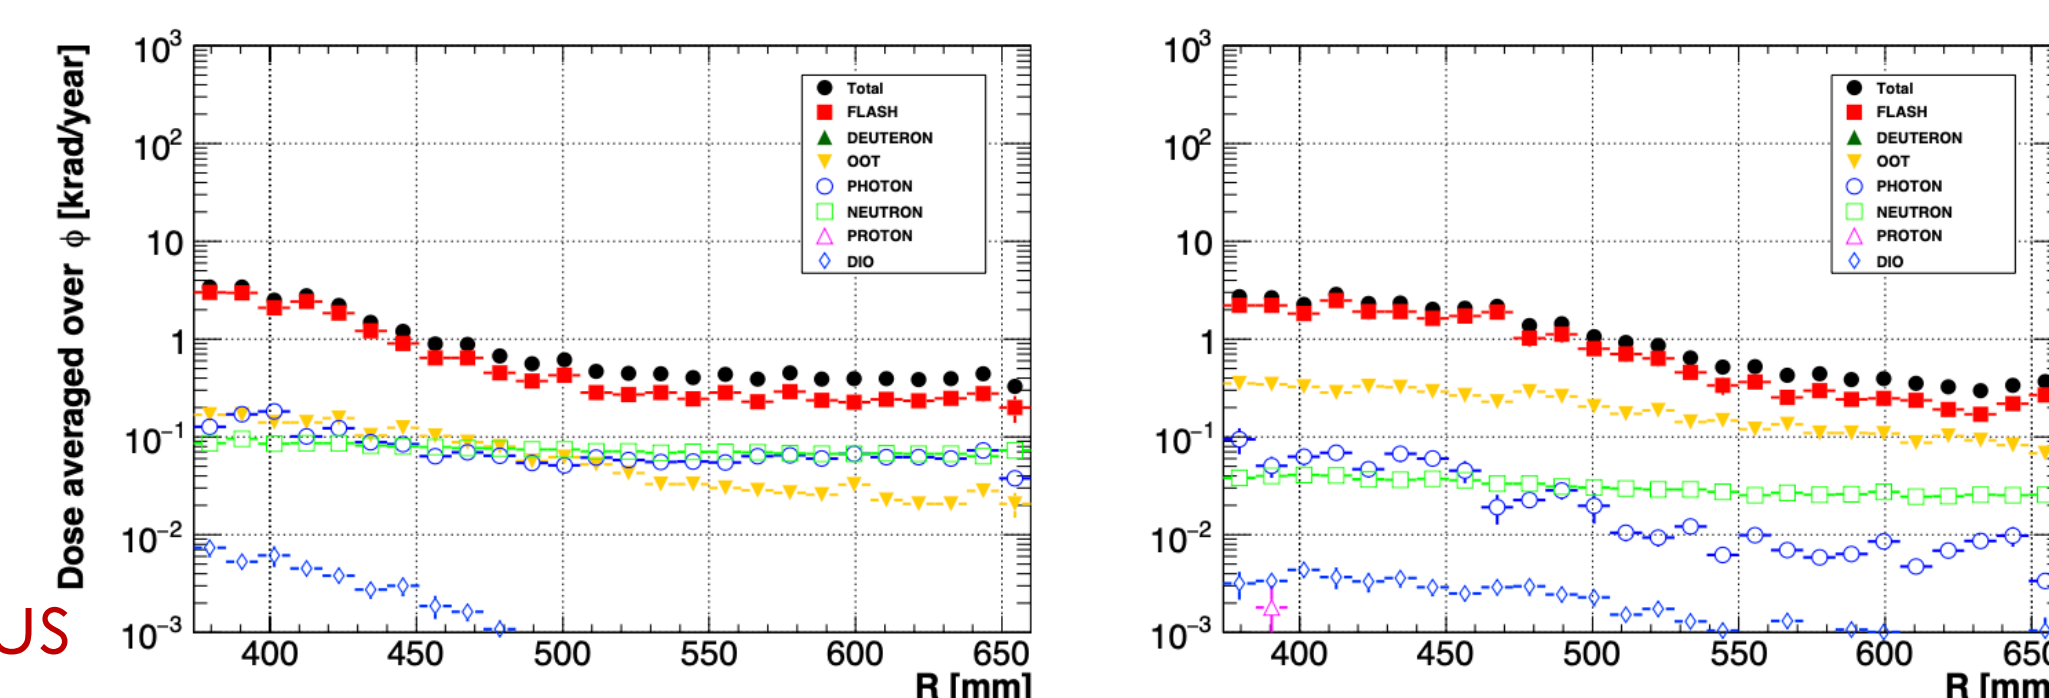 Dose averaged over ϕ [krad/year]
10³
10²
10
1
10⁻¹
10⁻²
10⁻³
Total
FLASH
DEUTERON
OOT
PHOTON
NEUTRON
PROTON
DIO
400 450 500 550 600 650
R [mm]
US
10³
10²
10
1
10⁻¹
10⁻²
10⁻³
Total
FLASH
DEUTERON
OOT
PHOTON
NEUTRON
PROTON
DIO
400 450 500 550 600 650
R [mm